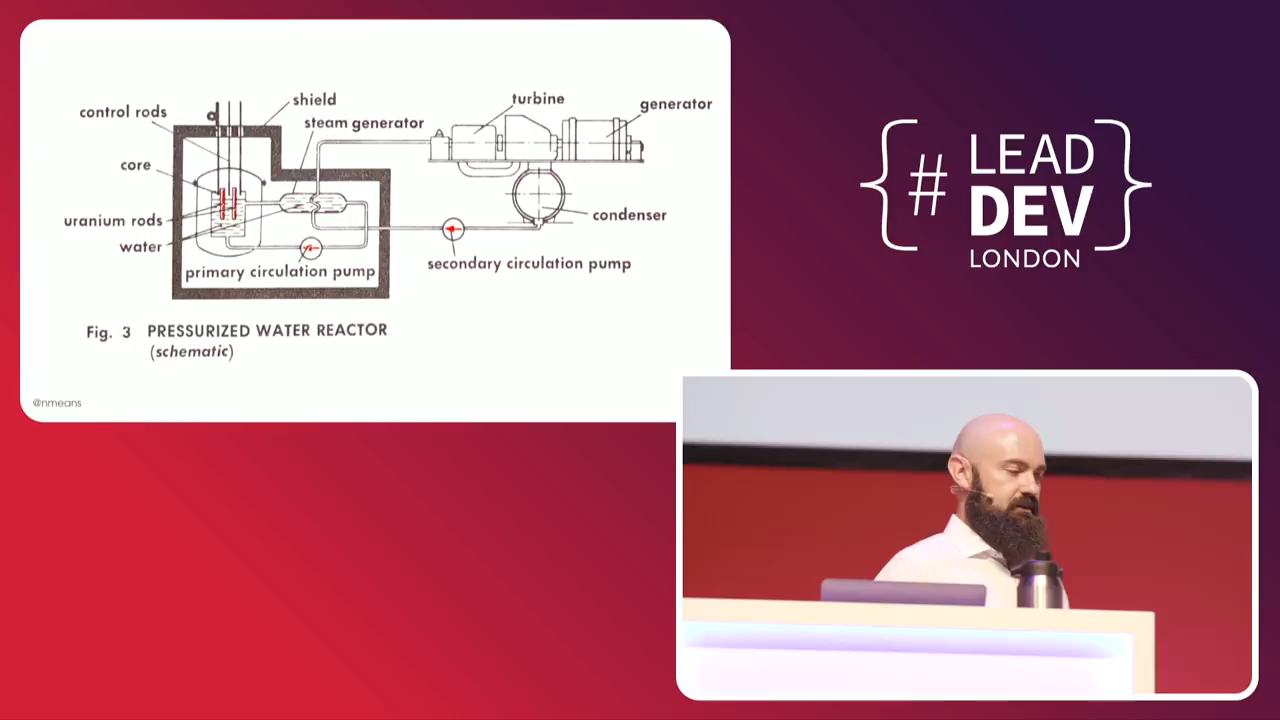 control rods
shield
steam generator
turbine
generator
core
uranium rods
water
condenser
primary circulation pump
secondary circulation pump
Fig. 3 PRESSURIZED WATER REACTOR
(schematic)
@nmeans
{ # LEAD
DEV }
LONDON